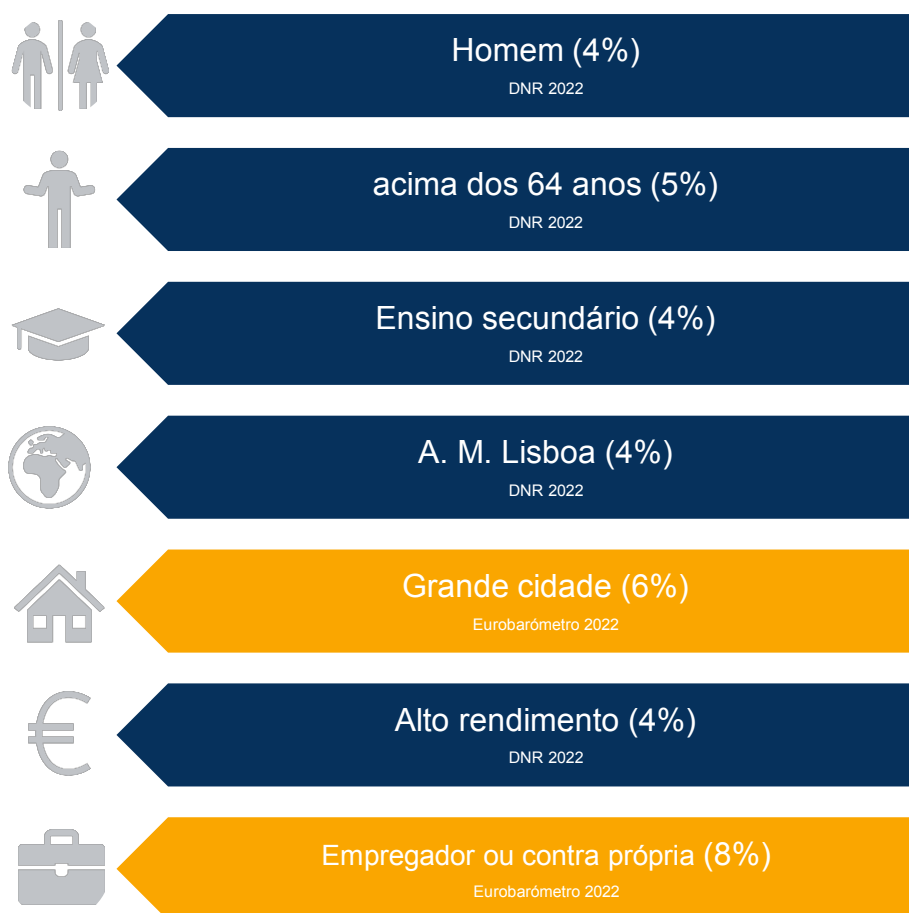 Homem (4%)
DNR 2022
acima dos 64 anos (5%)
DNR 2022
Ensino secundário (4%)
DNR 2022
A. M. Lisboa (4%)
DNR 2022
Grande cidade (6%)
Eurobarómetro 2022
Alto rendimento (4%)
DNR 2022
Empregador ou contra própria (8%)
Eurobarómetro 2022